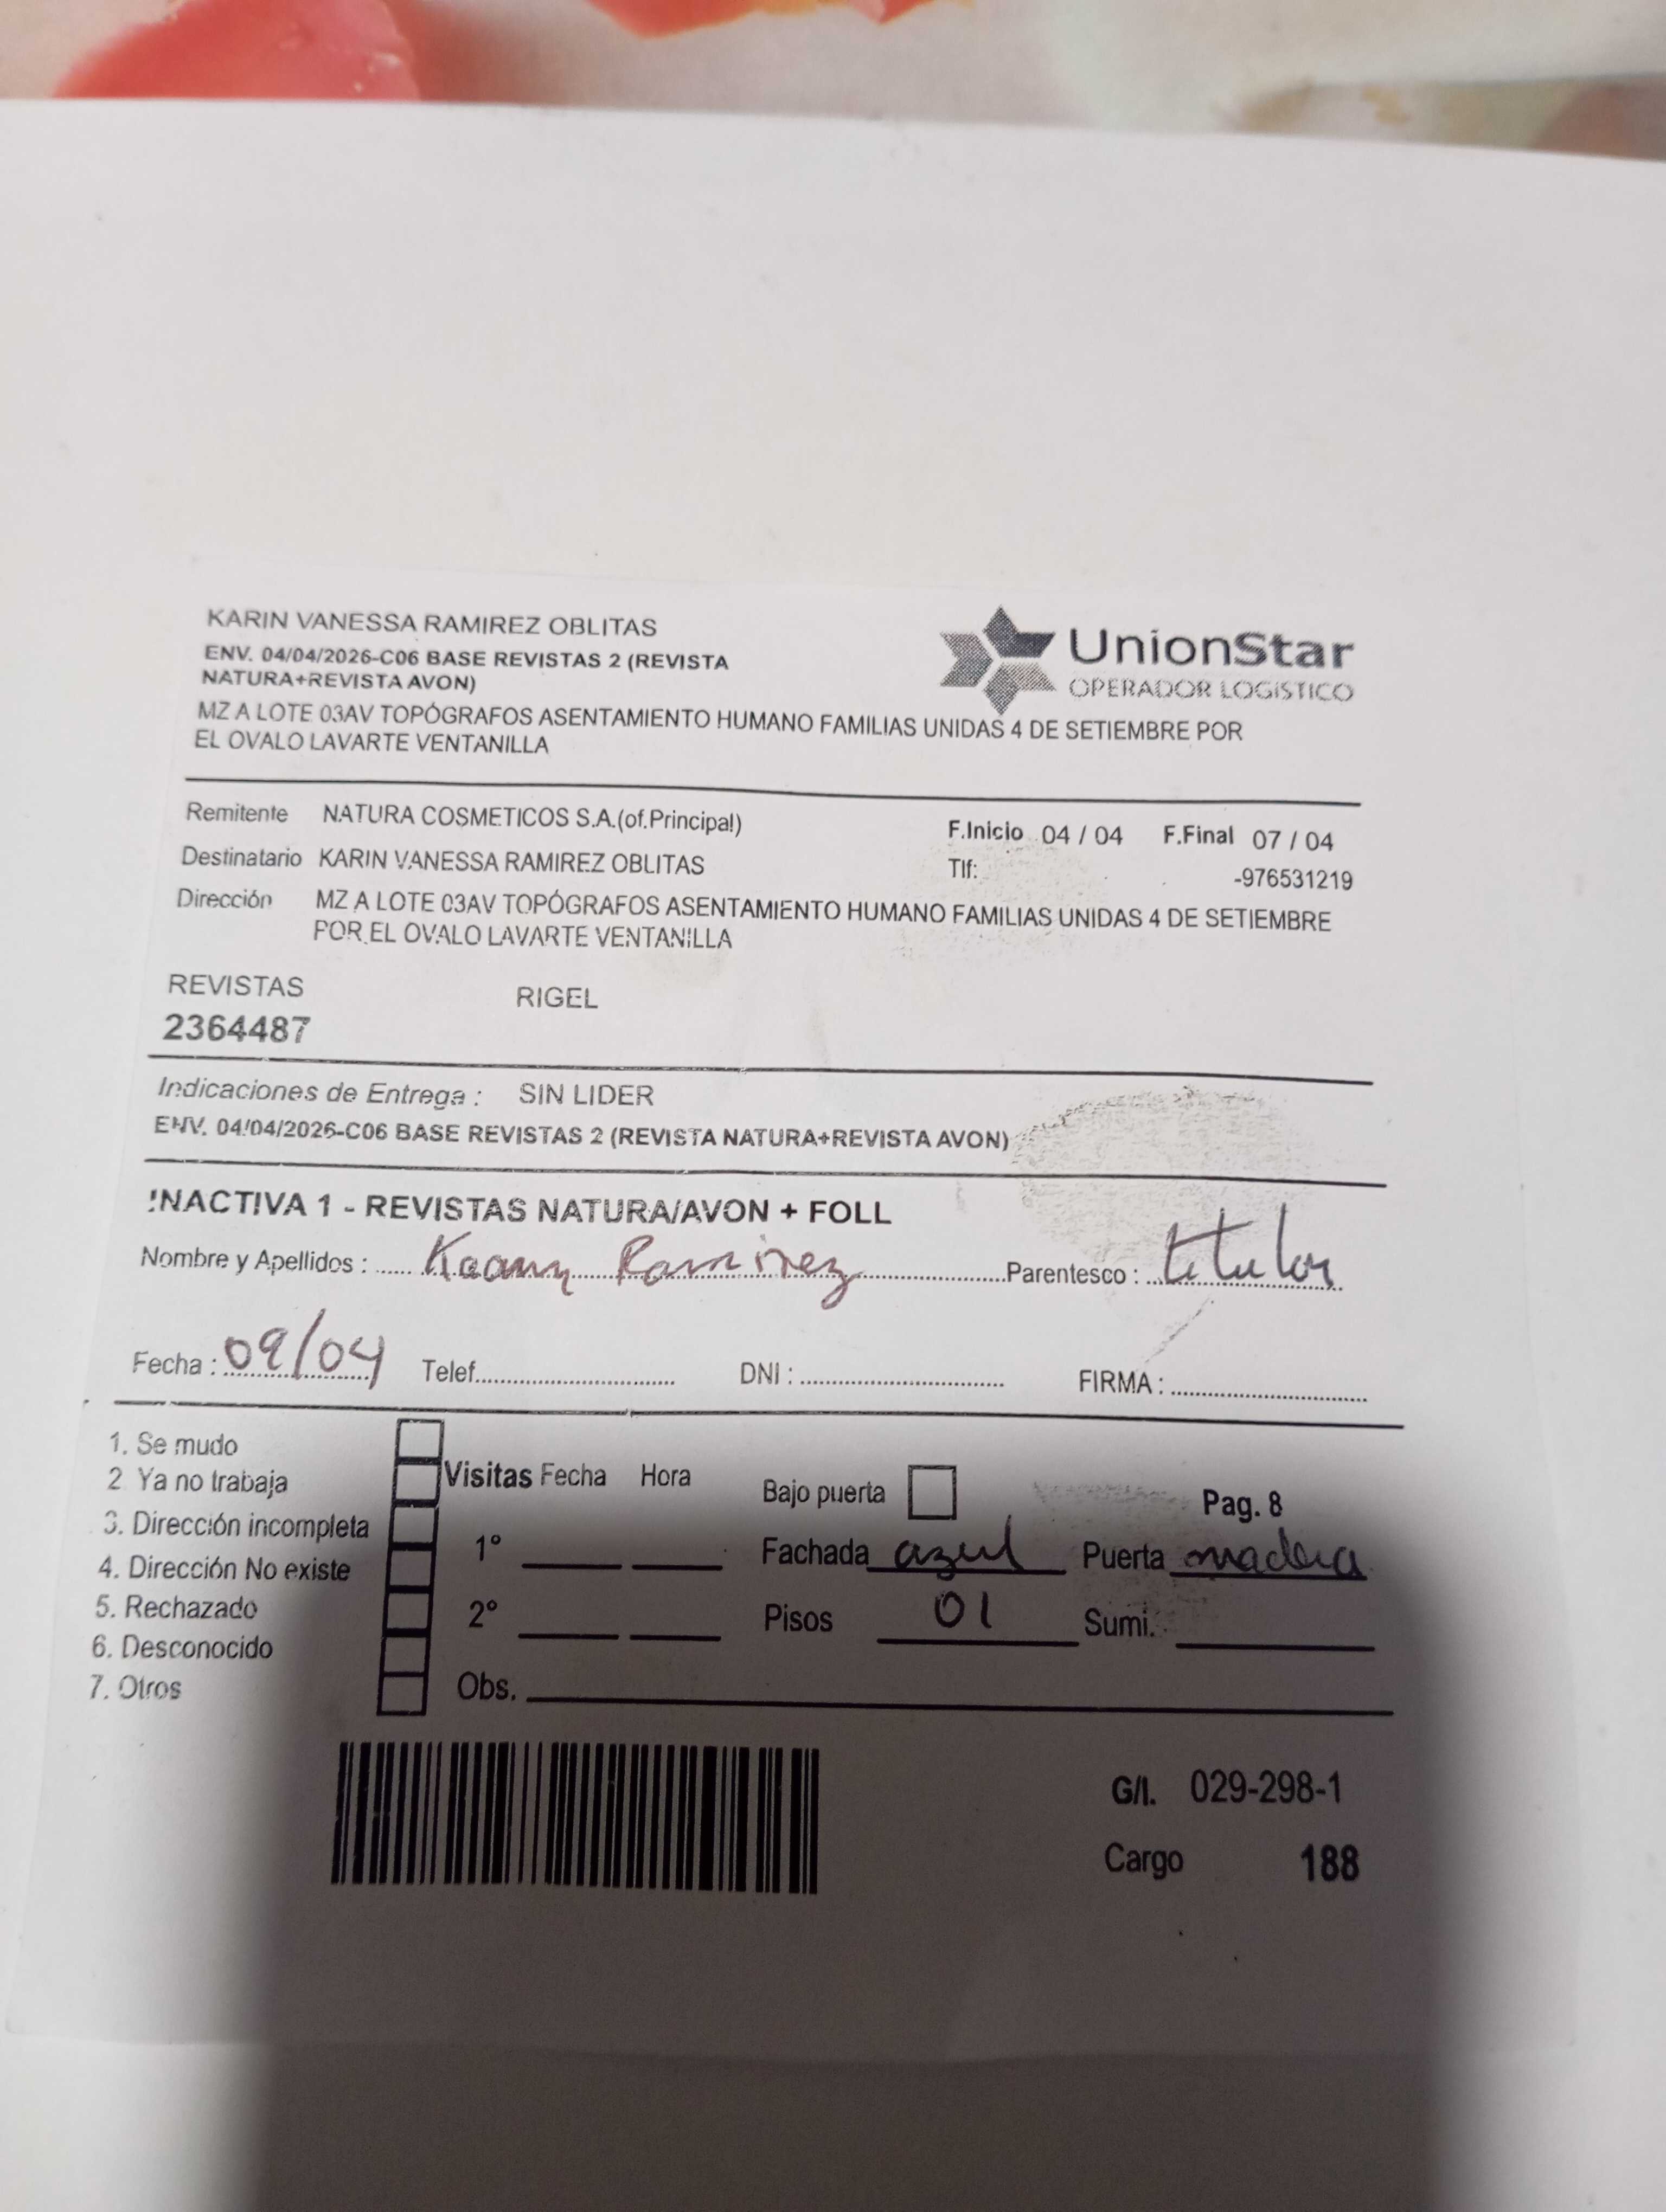 KARIN VANESSA RAMIREZ OBLITAS
ENV. 04/04/2026-C06 BASE REVISTAS 2 (REVISTA
NATURA+REVISTA AVON)
UnionStar
OPERADOR LOGISTICO
MZ A LOTE 03AV TOPÓGRAFOS ASENTAMIENTO HUMANO FAMILIAS UNIDAS 4 DE SETIEMBRE POR
EL OVALO LAVARTE VENTANILLA
Remitente NATURA COSMETICOS S.A.(of.Principal) F.Inicio 04 / 04 F.Final 07 / 04
Destinatario KARIN VANESSA RAMIREZ OBLITAS Tlf: -976531219
Dirección MZ A LOTE 03AV TOPÓGRAFOS ASENTAMIENTO HUMANO FAMILIAS UNIDAS 4 DE SETIEMBRE
POR EL OVALO LAVARTE VENTANILLA
REVISTAS RIGEL
2364487
Indicaciones de Entrega : SIN LIDER
ENV. 04/04/2026-C06 BASE REVISTAS 2 (REVISTA NATURA+REVISTA AVON)
INACTIVA 1 - REVISTAS NATURA/AVON + FOLL
Nombre y Apellidos : Ramirez Parentesco : titular
Fecha : 09/04 Telef. DNI : FIRMA :
1. Se mudo
2 Ya no trabaja
3. Dirección incompleta
4. Dirección No existe
5. Rechazado
6. Desconocido
7. Otros
Visitas Fecha Hora Bajo puerta Pag. 8
1° Fachada azul Puerta madera
2° Pisos 01 Sumi.
Obs.
G/I. 029-298-1
Cargo 188